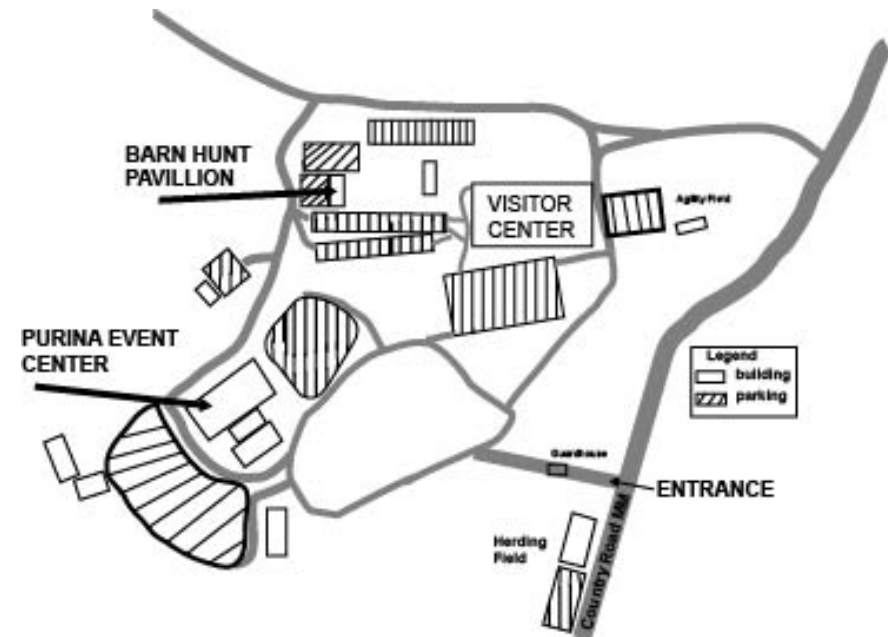 BARN HUNT
PAVILLION
VISITOR
CENTER
Agility Field
PURINA EVENT
CENTER
Legend
building
parking
Guardhouse
ENTRANCE
Herding
Field
Country Road MM